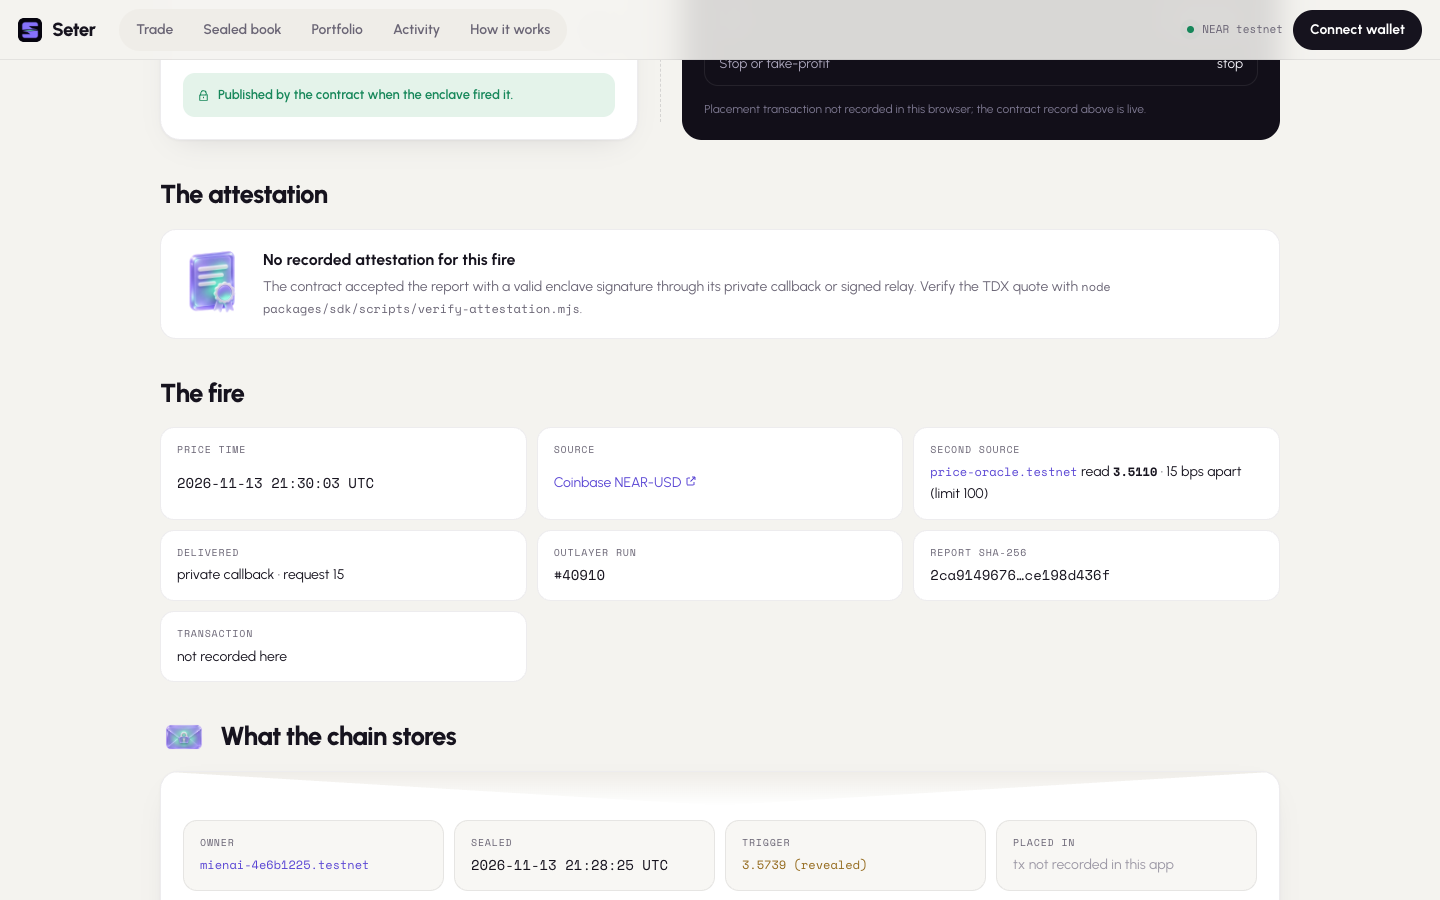 Seter
Trade
Sealed book
Portfolio
Activity
How it works
NEAR testnet
Connect wallet
Stop or take-profit
stop
Published by the contract when the enclave fired it.
Placement transaction not recorded in this browser; the contract record above is live.
The attestation
No recorded attestation for this fire
The contract accepted the report with a valid enclave signature through its private callback or signed relay. Verify the TDX quote with node
packages/sdk/scripts/verify-attestation.mjs.
The fire
PRICE TIME
2026-11-13 21:30:03 UTC
SOURCE
Coinbase NEAR-USD
SECOND SOURCE
price-oracle.testnet read 3.5110 · 15 bps apart
(limit 100)
DELIVERED
private callback · request 15
OUTLAYER RUN
#40910
REPORT SHA-256
2ca9149676…ce198d436f
TRANSACTION
not recorded here
What the chain stores
OWNER
mienai-4e6b1225.testnet
SEALED
2026-11-13 21:28:25 UTC
TRIGGER
3.5739 (revealed)
PLACED IN
tx not recorded in this app